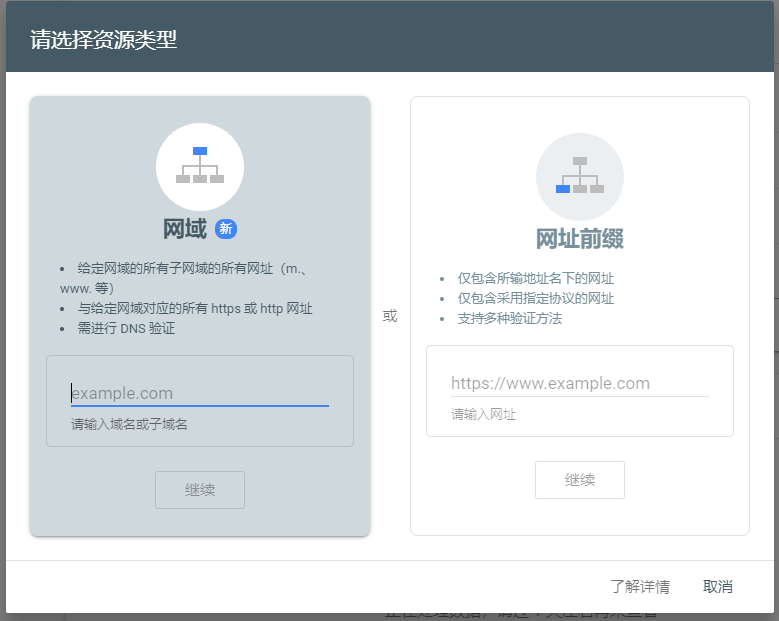 请选择资源类型
网域 新
给定网域的所有子网域的所有网址（m.、
www. 等）
与给定网域对应的所有 https 或 http 网址
需进行 DNS 验证
example.com
请输入域名或子域名
继续
或
网址前缀
仅包含所输地址名下的网址
仅包含采用指定协议的网址
支持多种验证方法
https://www.example.com
请输入网址
继续
了解详情
取消